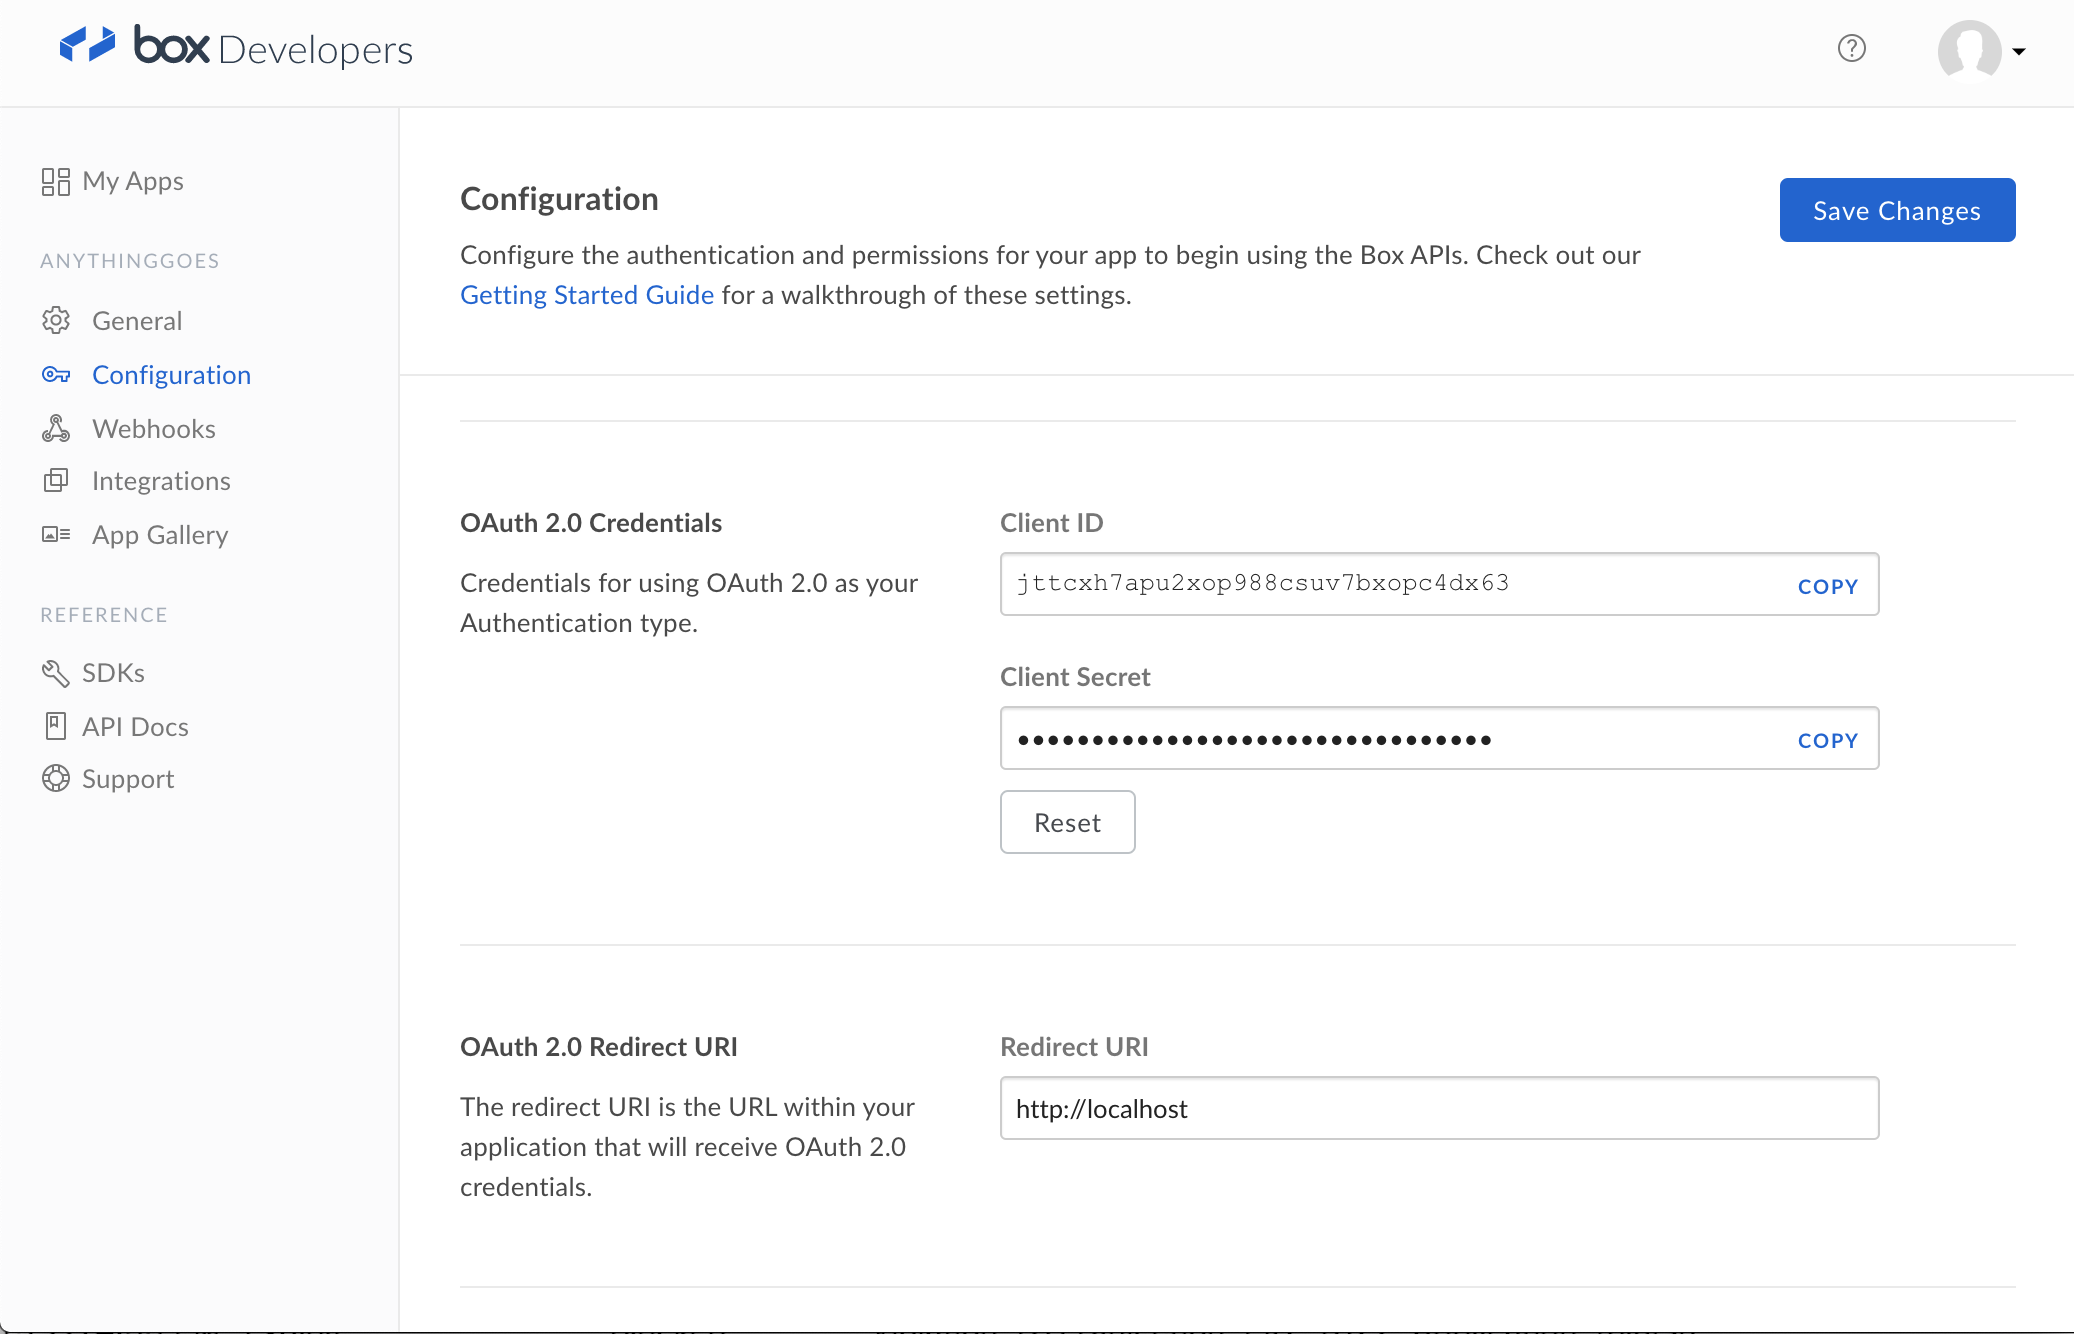 box Developers
My Apps
ANYTHINGGOES
General
Configuration
Webhooks
Integrations
App Gallery
REFERENCE
SDKs
API Docs
Support
Configuration
Save Changes
Configure the authentication and permissions for your app to begin using the Box APIs. Check out our
Getting Started Guide for a walkthrough of these settings.
OAuth 2.0 Credentials
Credentials for using OAuth 2.0 as your
Authentication type.
Client ID
jttcxh7apu2xop988csuv7bxopc4dx63
COPY
Client Secret
••••••••••••••••••••••••••••••••
COPY
Reset
OAuth 2.0 Redirect URI
The redirect URI is the URL within your
application that will receive OAuth 2.0
credentials.
Redirect URI
http://localhost